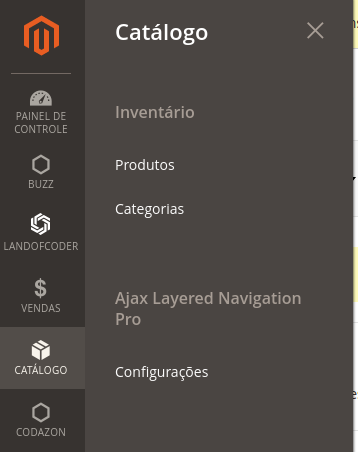 Catálogo
Inventário
Produtos
Categorias
Ajax Layered Navigation
Pro
Configurações
PAINEL DE
CONTROLE
BUZZ
LANDOFCODER
VENDAS
CATÁLOGO
CODAZON